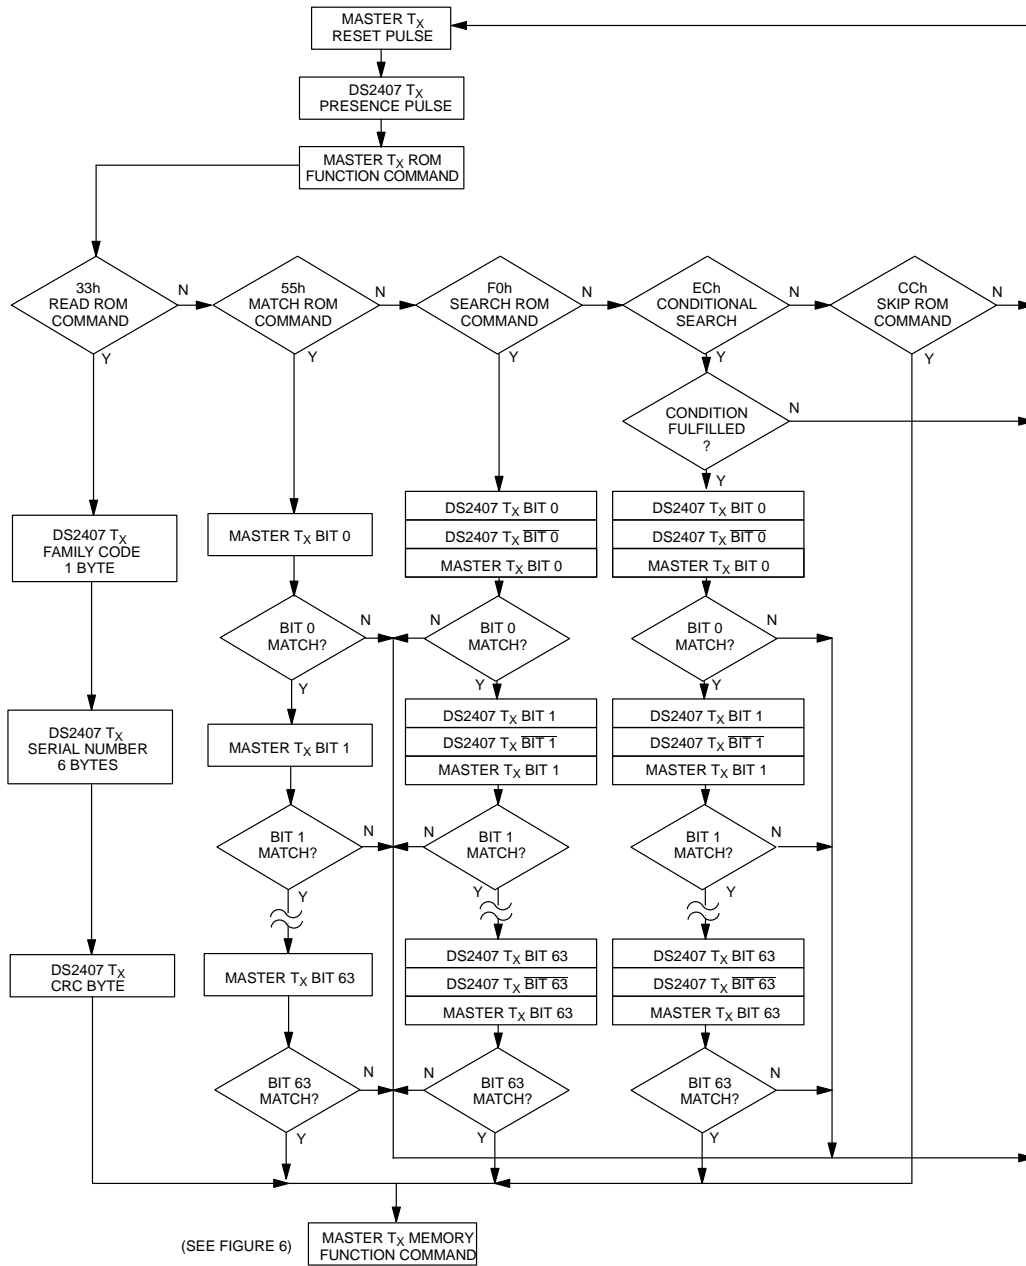 MASTER TX
RESET PULSE
DS2407 TX
PRESENCE PULSE
MASTER TX ROM
FUNCTION COMMAND
33h
READ ROM
COMMAND
N
Y
55h
MATCH ROM
COMMAND
N
Y
F0h
SEARCH ROM
COMMAND
N
Y
ECh
CONDITIONAL
SEARCH
N
Y
CCh
SKIP ROM
COMMAND
N
Y
CONDITION
FULFILLED
?
N
Y
DS2407 TX
FAMILY CODE
1 BYTE
DS2407 TX
SERIAL NUMBER
6 BYTES
DS2407 TX
CRC BYTE
MASTER TX BIT 0
BIT 0
MATCH?
N
Y
MASTER TX BIT 1
BIT 1
MATCH?
N
Y
MASTER TX BIT 63
BIT 63
MATCH?
N
Y
DS2407 TX BIT 0
DS2407 TX B̅I̅T̅ ̅0̅
MASTER TX BIT 0
BIT 0
MATCH?
N
Y
DS2407 TX BIT 1
DS2407 TX B̅I̅T̅ ̅1̅
MASTER TX BIT 1
BIT 1
MATCH?
N
Y
DS2407 TX BIT 63
DS2407 TX B̅I̅T̅ ̅6̅3̅
MASTER TX BIT 63
BIT 63
MATCH?
N
Y
DS2407 TX BIT 0
DS2407 TX B̅I̅T̅ ̅0̅
MASTER TX BIT 0
BIT 0
MATCH?
N
Y
DS2407 TX BIT 1
DS2407 TX B̅I̅T̅ ̅1̅
MASTER TX BIT 1
BIT 1
MATCH?
N
Y
DS2407 TX BIT 63
DS2407 TX B̅I̅T̅ ̅6̅3̅
MASTER TX BIT 63
BIT 63
MATCH?
N
Y
(SEE FIGURE 6)
MASTER TX MEMORY
FUNCTION COMMAND